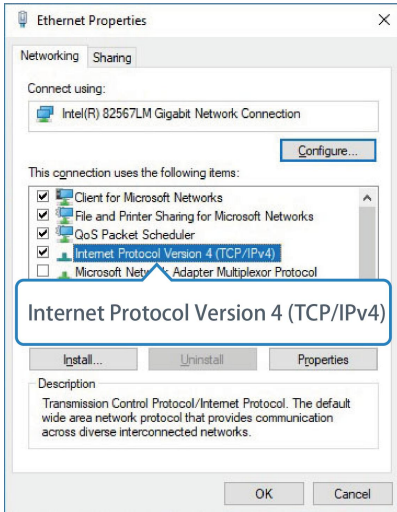 Ethernet Properties
Networking Sharing
Connect using:
Intel(R) 82567LM Gigabit Network Connection
Configure...
This connection uses the following items:
Client for Microsoft Networks
File and Printer Sharing for Microsoft Networks
QoS Packet Scheduler
Internet Protocol Version 4 (TCP/IPv4)
Microsoft Adapter Multiplexor Protocol
Internet Protocol Version 4 (TCP/IPv4)
Install... Uninstall Properties
Description
Transmission Control Protocol/Internet Protocol. The default
wide area network protocol that provides communication
across diverse interconnected networks.
OK Cancel